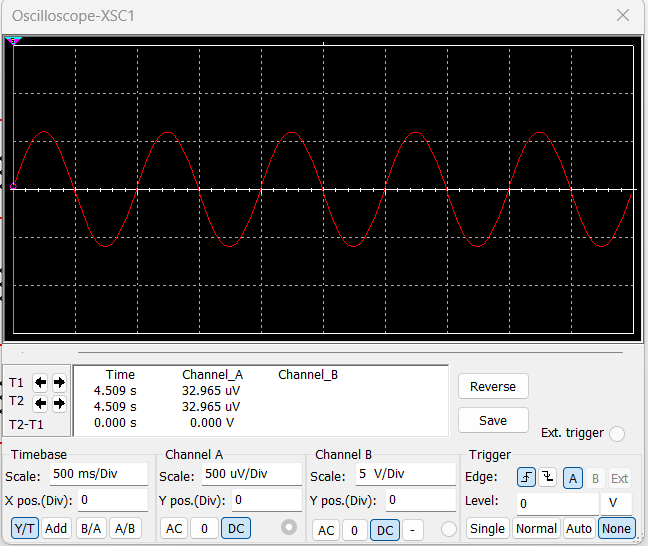 Oscilloscope-XSC1
Time Channel_A Channel_B
T1 4.509 s 32.965 uV
T2 4.509 s 32.965 uV
T2-T1 0.000 s 0.000 V
Reverse
Save
Ext. trigger
Timebase
Scale: 500 ms/Div
X pos.(Div): 0
Y/T Add B/A A/B
Channel A
Scale: 500 uV/Div
Y pos.(Div): 0
AC 0 DC
Channel B
Scale: 5 V/Div
Y pos.(Div): 0
AC 0 DC -
Trigger
Edge: A B Ext
Level: 0 V
Single Normal Auto None